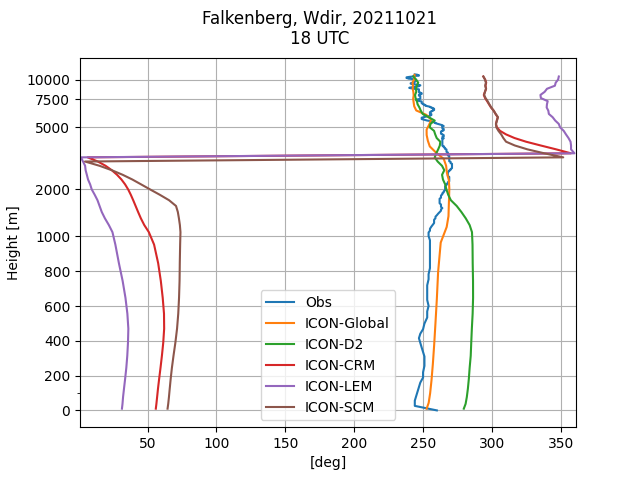 Falkenberg, Wdir, 20211021
18 UTC
10000
7500
5000
2000
1000
800
600
400
200
0
Height [m]
Obs
ICON-Global
ICON-D2
ICON-CRM
ICON-LEM
ICON-SCM
50 100 150 200 250 300 350
[deg]